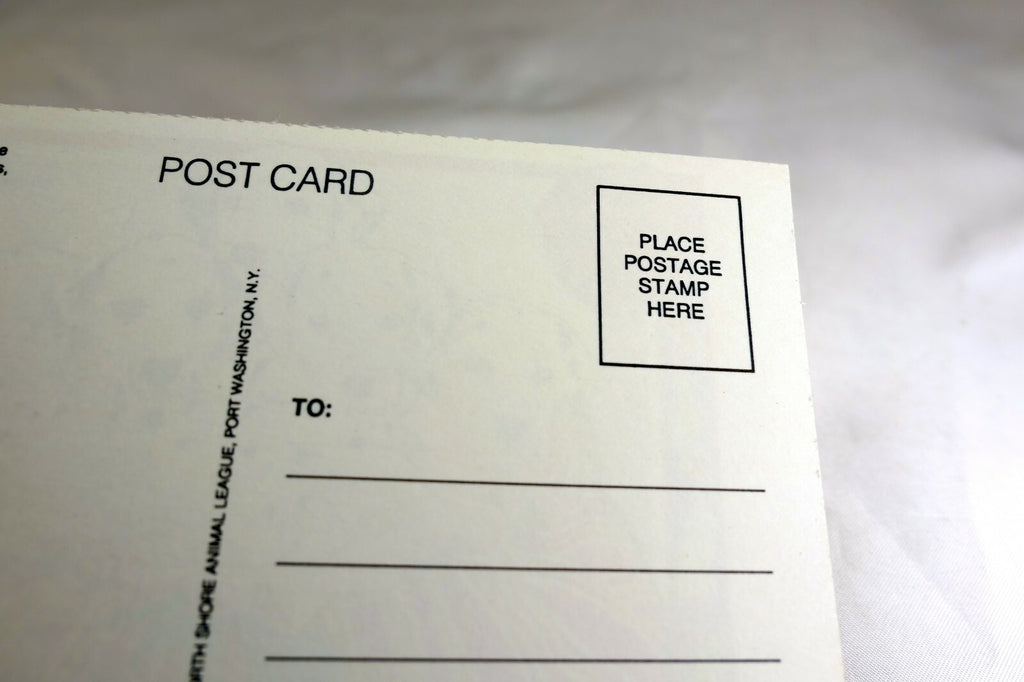 POST CARD
PLACE
POSTAGE
STAMP
HERE
SHORE ANIMAL LEAGUE, PORT WASHINGTON, N.Y.
TO: